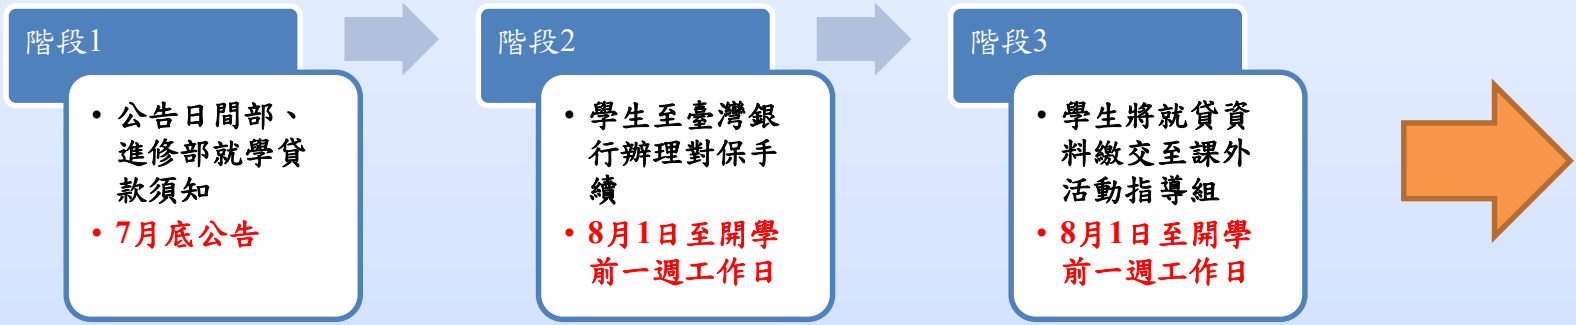 階段1
• 公告日間部、
進修部就學貸
款須知
• 7月底公告
階段2
• 學生至臺灣銀
行辦理對保手
續
• 8月1日至開學
前一週工作日
階段3
• 學生將就貸資
料繳交至課外
活動指導組
• 8月1日至開學
前一週工作日